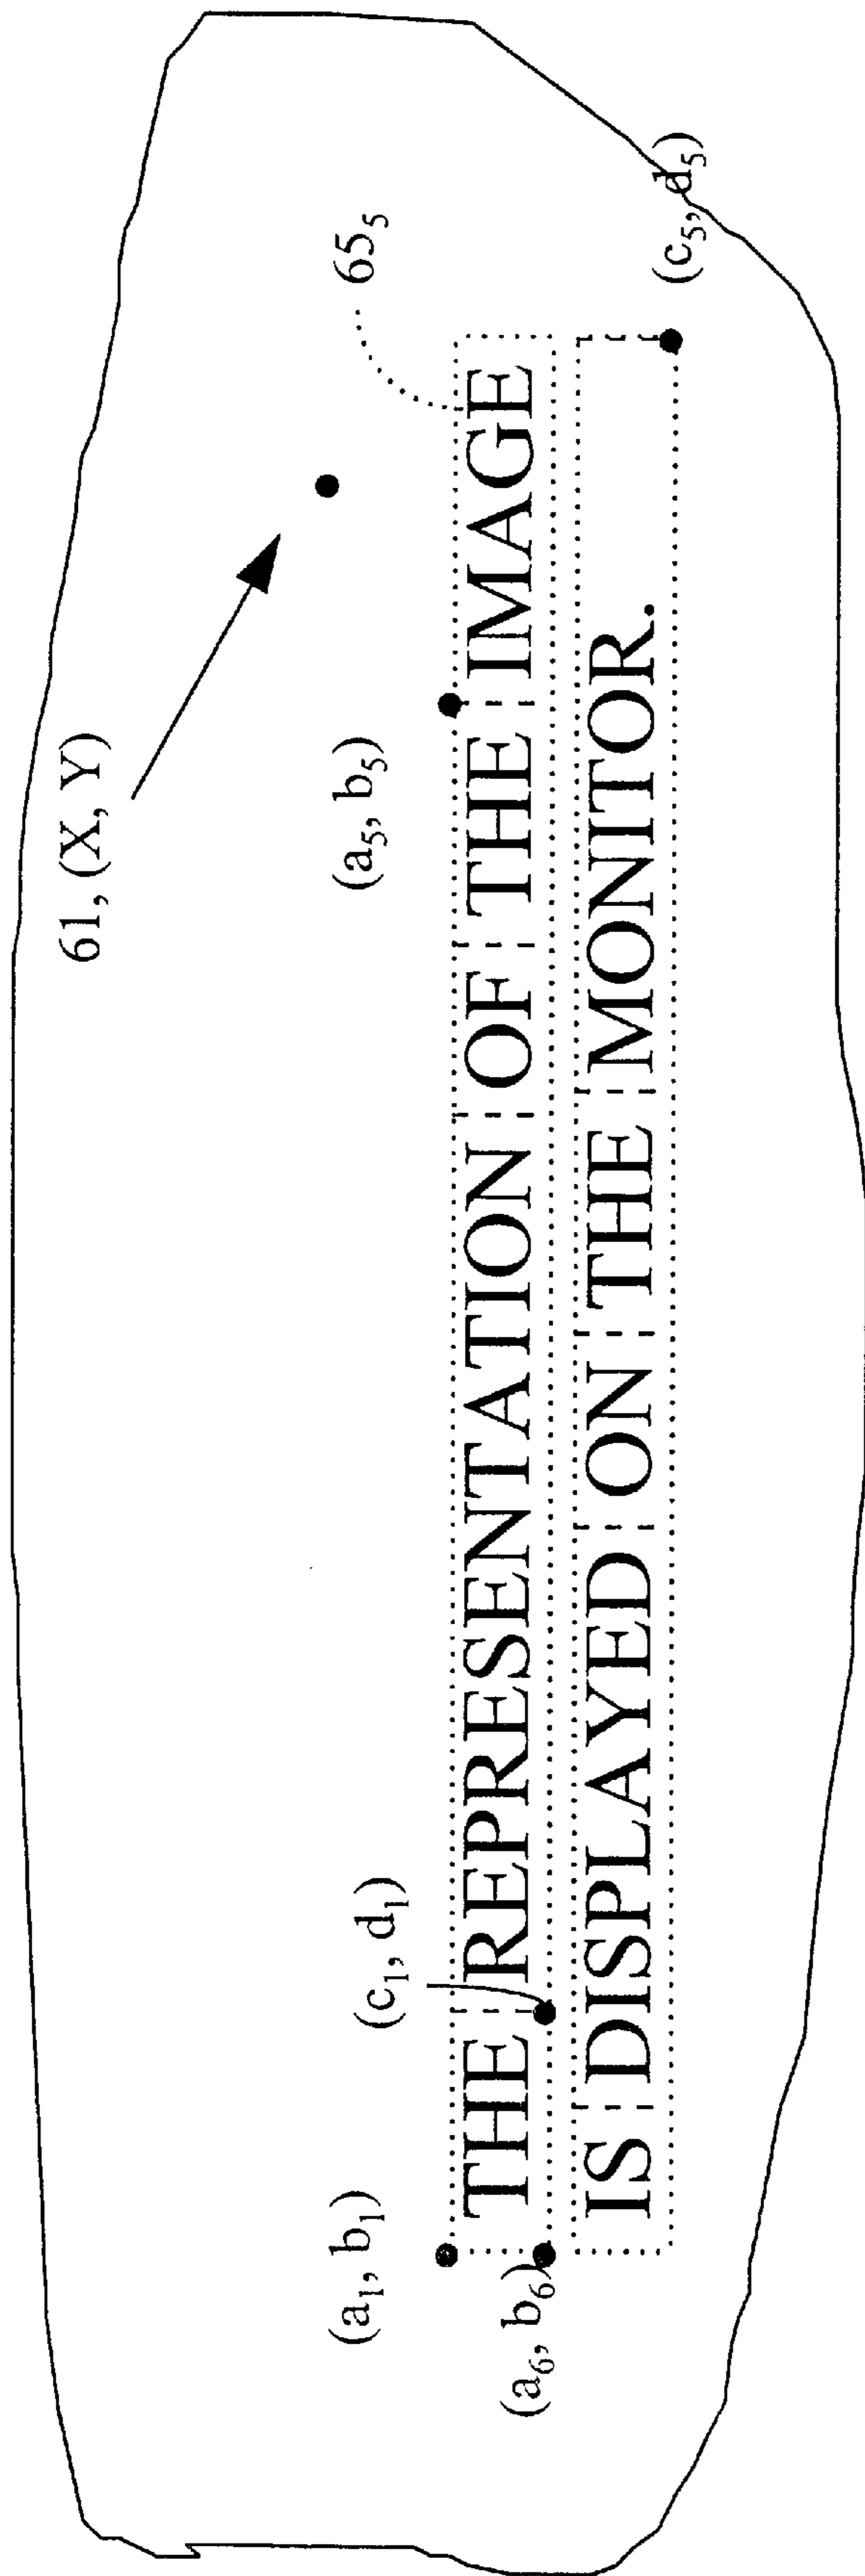 61, (X, Y)
65₅
(a₁, b₁)
(c₁, d₁)
(a₅, b₅)
THE REPRESENTATION OF THE IMAGE
(a₆, b₆)
IS DISPLAYED ON THE MONITOR.
(c₅, d₅)